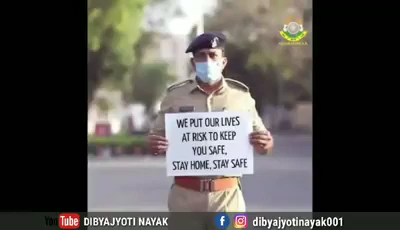 WE PUT OUR LIVES
AT RISK TO KEEP
YOU SAFE,
STAY HOME, STAY SAFE
YouTube DIBYAJYOTI NAYAK
dibyajyotinayak001